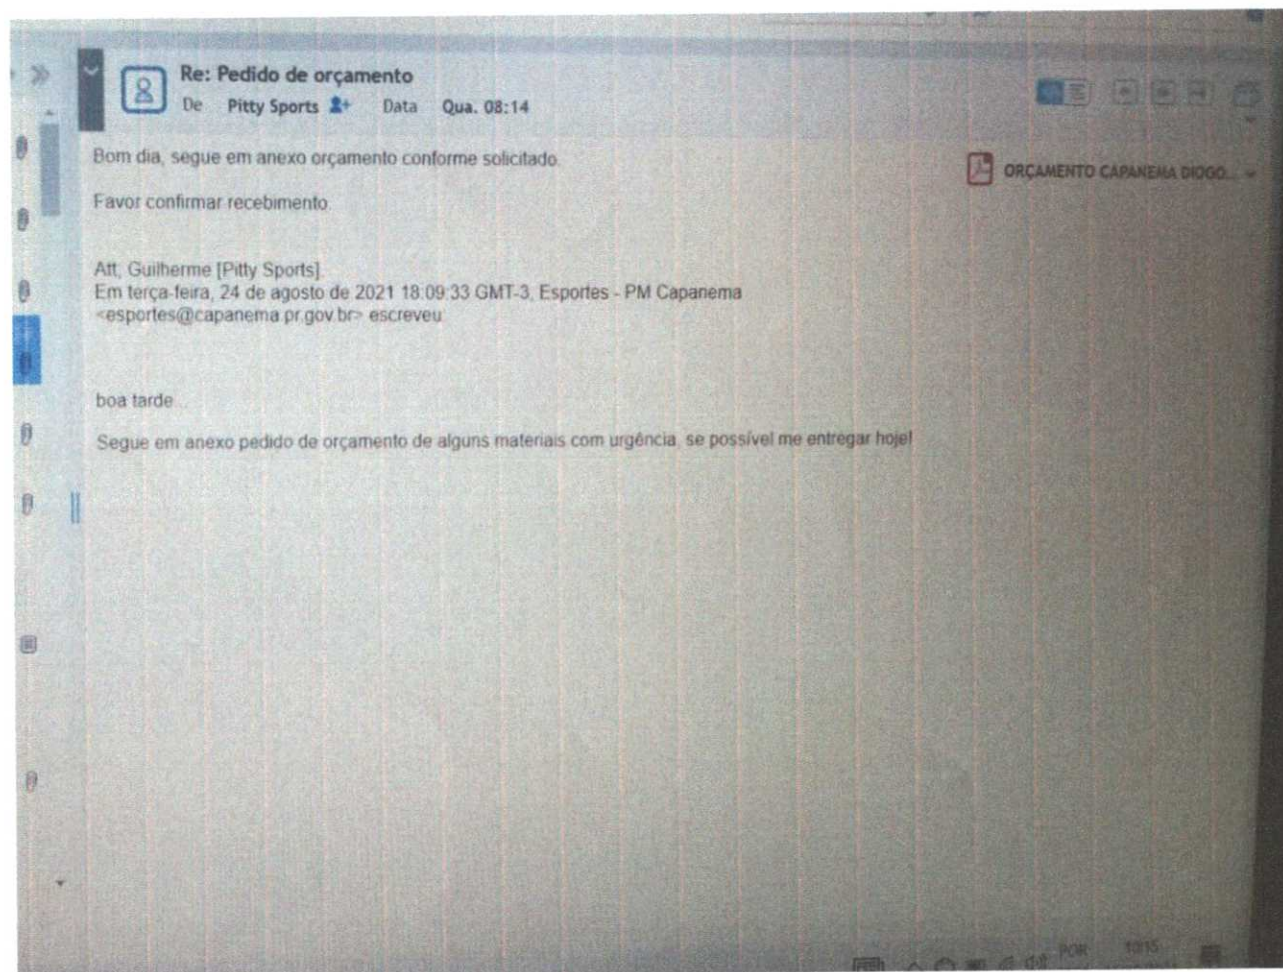 Re: Pedido de orçamento
De Pitty Sports Data Qua. 08:14
Bom dia, segue em anexo orçamento conforme solicitado.
ORÇAMENTO CAPANEMA DIOGO...
Favor confirmar recebimento.
Att, Guilherme [Pitty Sports].
Em terça-feira, 24 de agosto de 2021 18:09:33 GMT-3, Esportes - PM Capanema
<esportes@capanema.pr.gov.br> escreveu:
boa tarde...
Segue em anexo pedido de orçamento de alguns materiais com urgência, se possível me entregar hoje!
POR 10:15